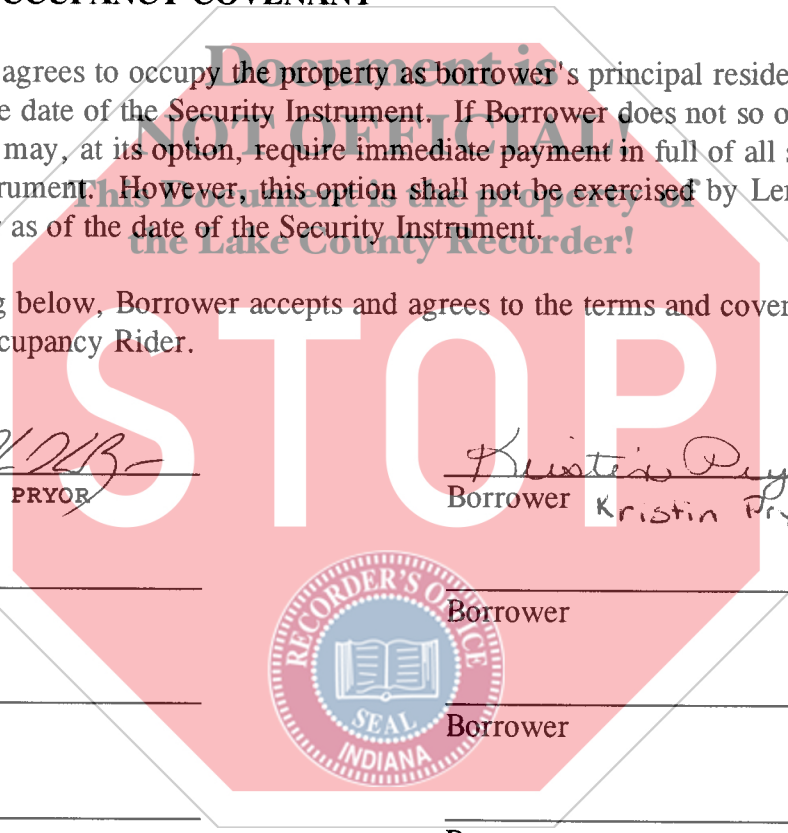 OCCUPANCY COVENANT
Document is
agrees to occupy the property as borrower's principal reside
e date of the Security Instrument. If Borrower does not so o
NOT OFFICIAL!
may, at its option, require immediate payment in full of all s
rument. However, this option shall not be exercised by Len
This Document is the property of
as of the date of the Security Instrument.
the Lake County Recorder!
g below, Borrower accepts and agrees to the terms and coven
cupancy Rider.
STOP
Kristin Pry
PRYOR
Borrower Kristin Pry
RECORDER'S OFFICE
Borrower
SEAL
Borrower
INDIANA